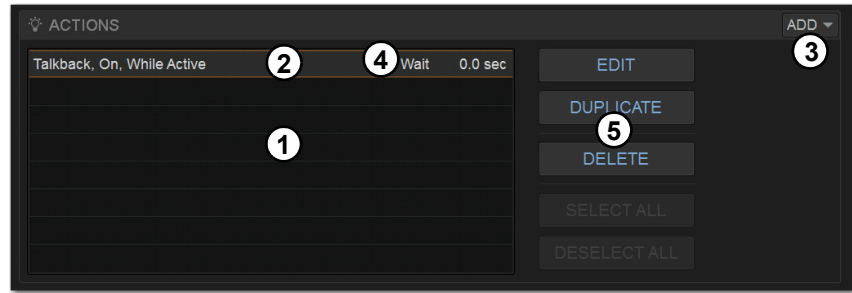 ACTIONS
ADD
3
Talkback, On, While Active 2 4 Wait 0.0 sec
EDIT
DUPLICATE
5
1
DELETE
SELECT ALL
DESELECT ALL